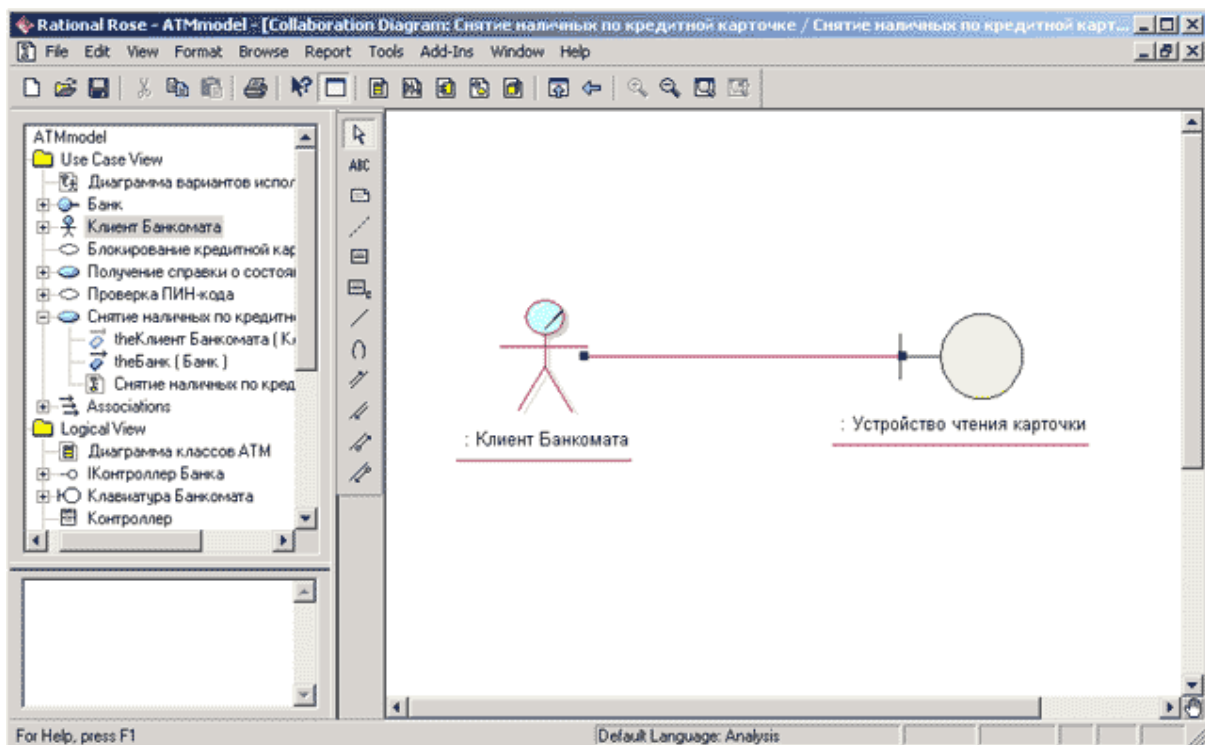 Rational Rose - ATMmodel - [Collaboration Diagram: Снятие наличных по кредитной карточке / Снятие наличных по кредитной карт...
File Edit View Format Browse Report Tools Add-Ins Window Help
ATMmodel
Use Case View
Диаграмма вариантов испол
Банк
Клиент Банкомата
Блокирование кредитной кар
Получение справки о состоя
Проверка ПИН-кода
Снятие наличных по кредитн
theКлиент Банкомата ( Кл
theБанк ( Банк )
Снятие наличных по кред
Associations
Logical View
Диаграмма классов ATM
IКонтроллер Банка
Клавиатура Банкомата
Контроллер
ABC
: Клиент Банкомата
: Устройство чтения карточки
For Help, press F1
Default Language: Analysis